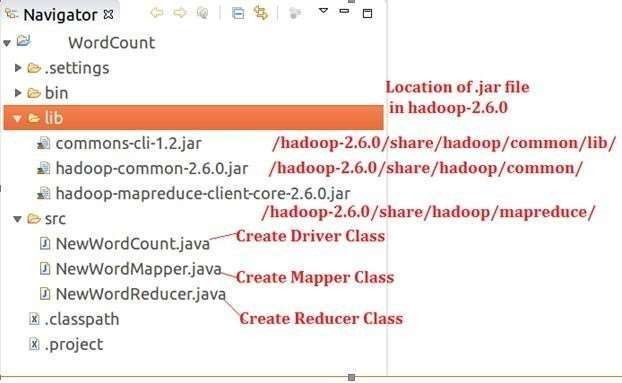 Navigator
WordCount
.settings
bin
Location of .jar file
in hadoop-2.6.0
lib
commons-cli-1.2.jar /hadoop-2.6.0/share/hadoop/common/lib/
hadoop-common-2.6.0.jar /hadoop-2.6.0/share/hadoop/common/
hadoop-mapreduce-client-core-2.6.0.jar
/hadoop-2.6.0/share/hadoop/mapreduce/
src
NewWordCount.java Create Driver Class
NewWordMapper.java Create Mapper Class
NewWordReducer.java Create Reducer Class
.classpath
.project